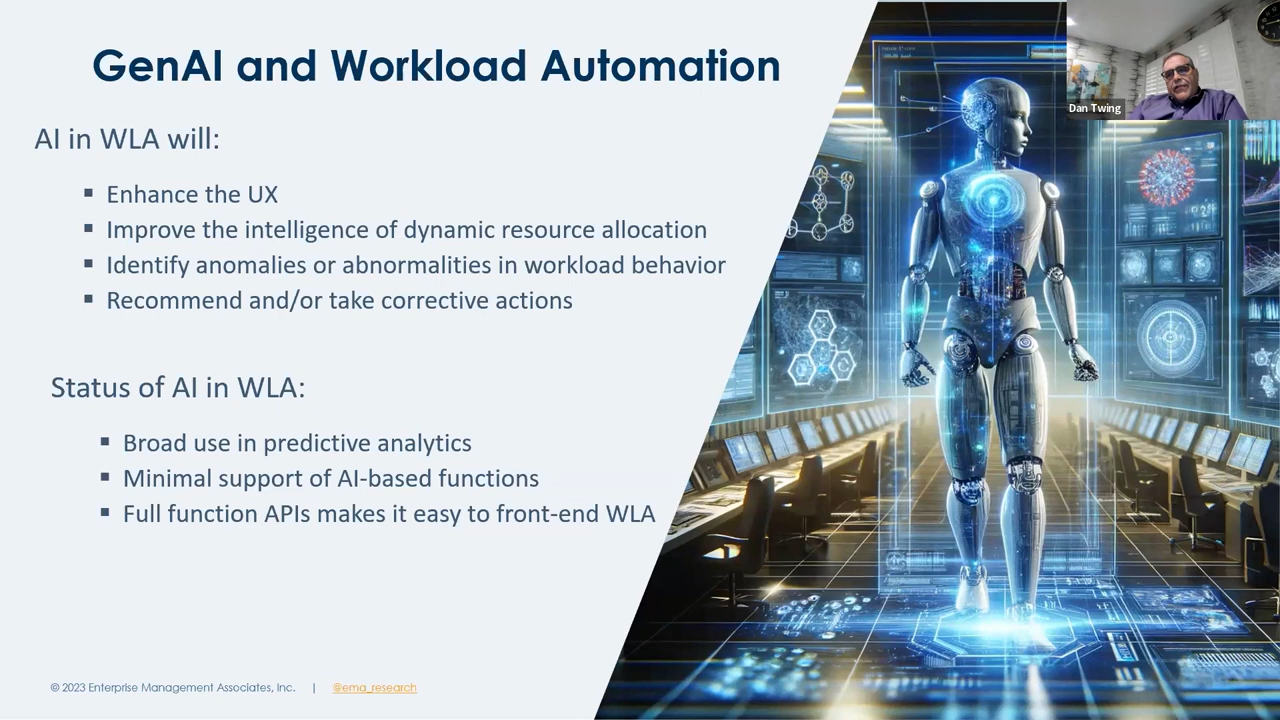 GenAI and Workload Automation
Dan Twing
AI in WLA will:
▪ Enhance the UX
▪ Improve the intelligence of dynamic resource allocation
▪ Identify anomalies or abnormalities in workload behavior
▪ Recommend and/or take corrective actions
Status of AI in WLA:
▪ Broad use in predictive analytics
▪ Minimal support of AI-based functions
▪ Full function APIs makes it easy to front-end WLA
© 2023 Enterprise Management Associates, Inc. | @ema_research